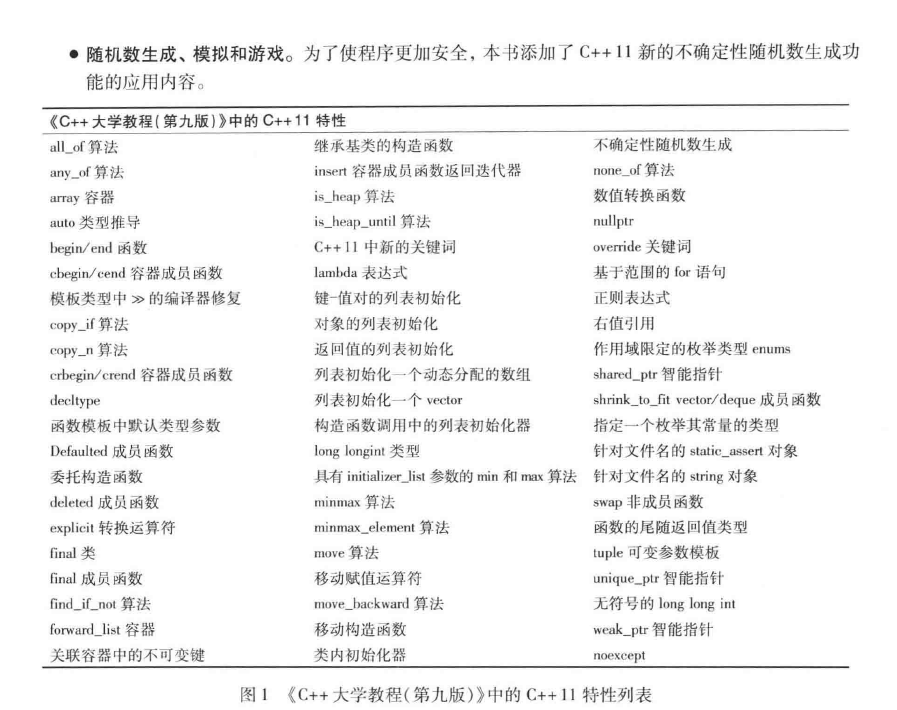 ● 随机数生成、模拟和游戏。为了使程序更加安全，本书添加了 C++11 新的不确定性随机数生成功
能的应用内容。
《C++大学教程(第九版)》中的 C++11 特性
all_of 算法 继承基类的构造函数 不确定性随机数生成
any_of 算法 insert 容器成员函数返回迭代器 none_of 算法
array 容器 is_heap 算法 数值转换函数
auto 类型推导 is_heap_until 算法 nullptr
begin/end 函数 C++11 中新的关键词 override 关键词
cbegin/cend 容器成员函数 lambda 表达式 基于范围的 for 语句
模板类型中 ≫ 的编译器修复 键-值对的列表初始化 正则表达式
copy_if 算法 对象的列表初始化 右值引用
copy_n 算法 返回值的列表初始化 作用域限定的枚举类型 enums
crbegin/crend 容器成员函数 列表初始化一个动态分配的数组 shared_ptr 智能指针
decltype 列表初始化一个 vector shrink_to_fit vector/deque 成员函数
函数模板中默认类型参数 构造函数调用中的列表初始化器 指定一个枚举其常量的类型
Defaulted 成员函数 long longint 类型 针对文件名的 static_assert 对象
委托构造函数 具有 initializer_list 参数的 min 和 max 算法 针对文件名的 string 对象
deleted 成员函数 minmax 算法 swap 非成员函数
explicit 转换运算符 minmax_element 算法 函数的尾随返回值类型
final 类 move 算法 tuple 可变参数模板
final 成员函数 移动赋值运算符 unique_ptr 智能指针
find_if_not 算法 move_backward 算法 无符号的 long long int
forward_list 容器 移动构造函数 weak_ptr 智能指针
关联容器中的不可变键 类内初始化器 noexcept
图 1 《C++大学教程(第九版)》中的 C++11 特性列表